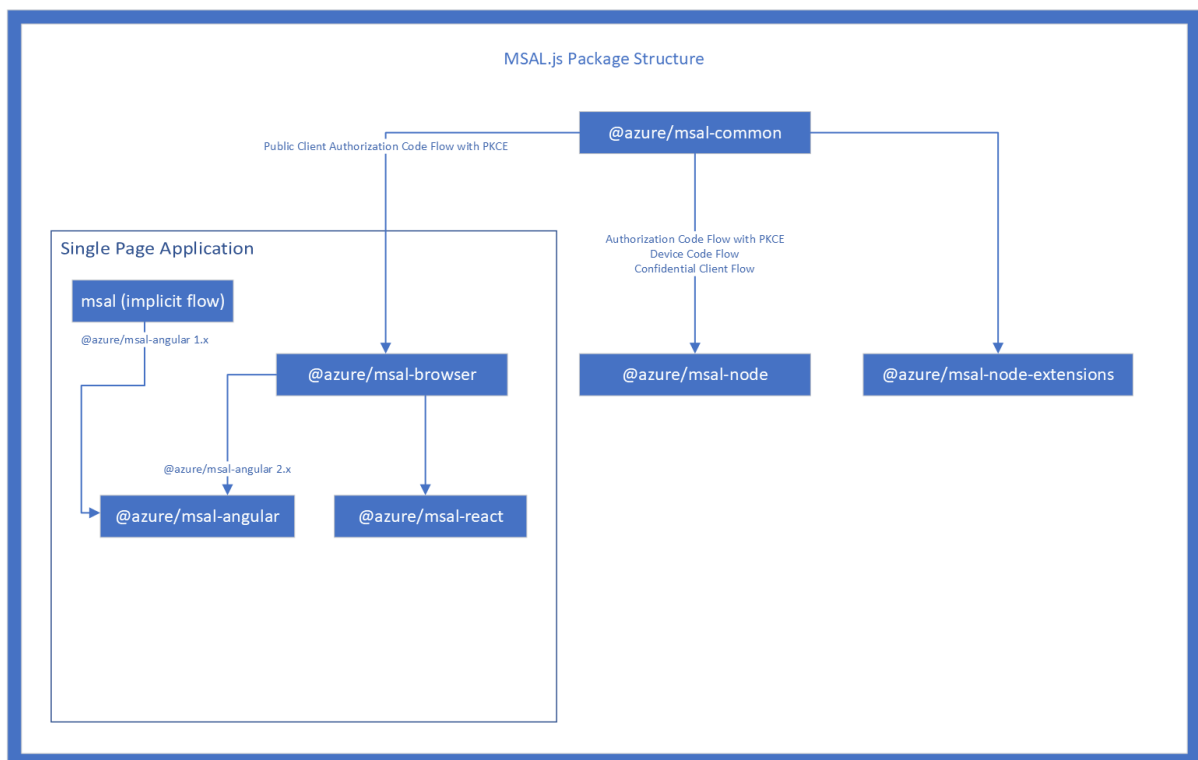 MSAL.js Package Structure
@azure/msal-common
Public Client Authorization Code Flow with PKCE
Authorization Code Flow with PKCE
Device Code Flow
Confidential Client Flow
Single Page Application
msal (implicit flow)
@azure/msal-angular 1.x
@azure/msal-browser
@azure/msal-node
@azure/msal-node-extensions
@azure/msal-angular 2.x
@azure/msal-angular
@azure/msal-react